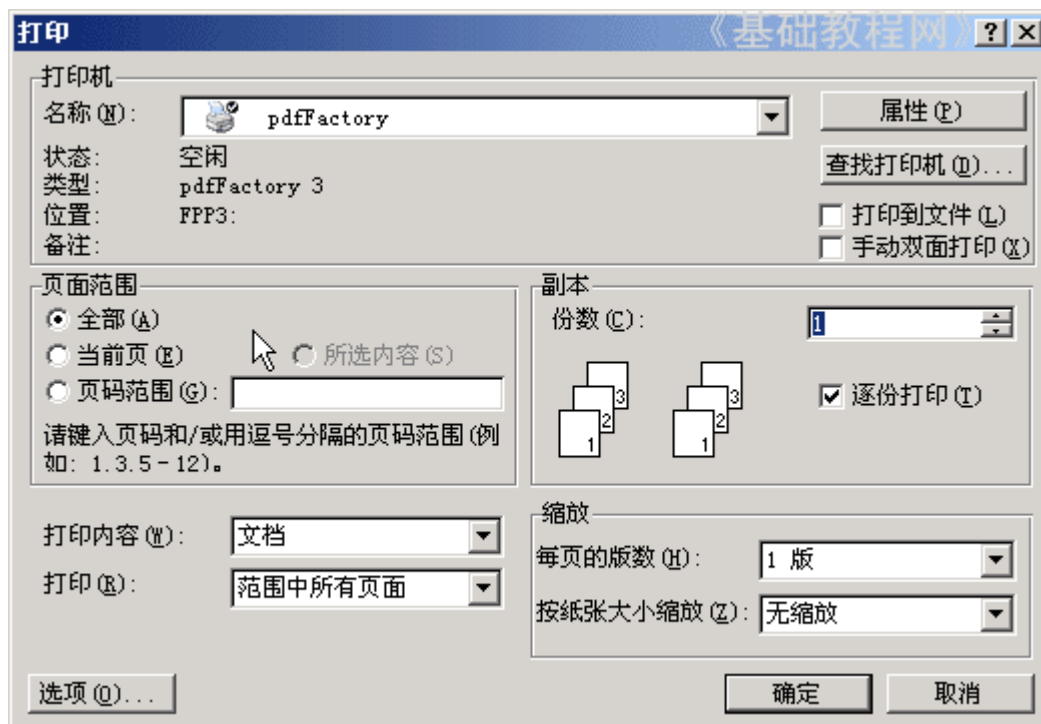 打印
《基础教程网》
打印机
名称(N): pdfFactory 属性(P)
状态: 空闲
类型: pdfFactory 3 查找打印机(D)...
位置: FPP3: 打印到文件(L)
备注: 手动双面打印(X)
页面范围
全部(A)
当前页(E) 所选内容(S)
页码范围(G):
请键入页码和/或用逗号分隔的页码范围(例
如: 1.3.5-12)。
副本
份数(C): 1
3 3
2 2
1 1
逐份打印(T)
打印内容(W): 文档
打印(R): 范围中所有页面
缩放
每页的版数(H): 1 版
按纸张大小缩放(Z): 无缩放
选项(O)... 确定 取消